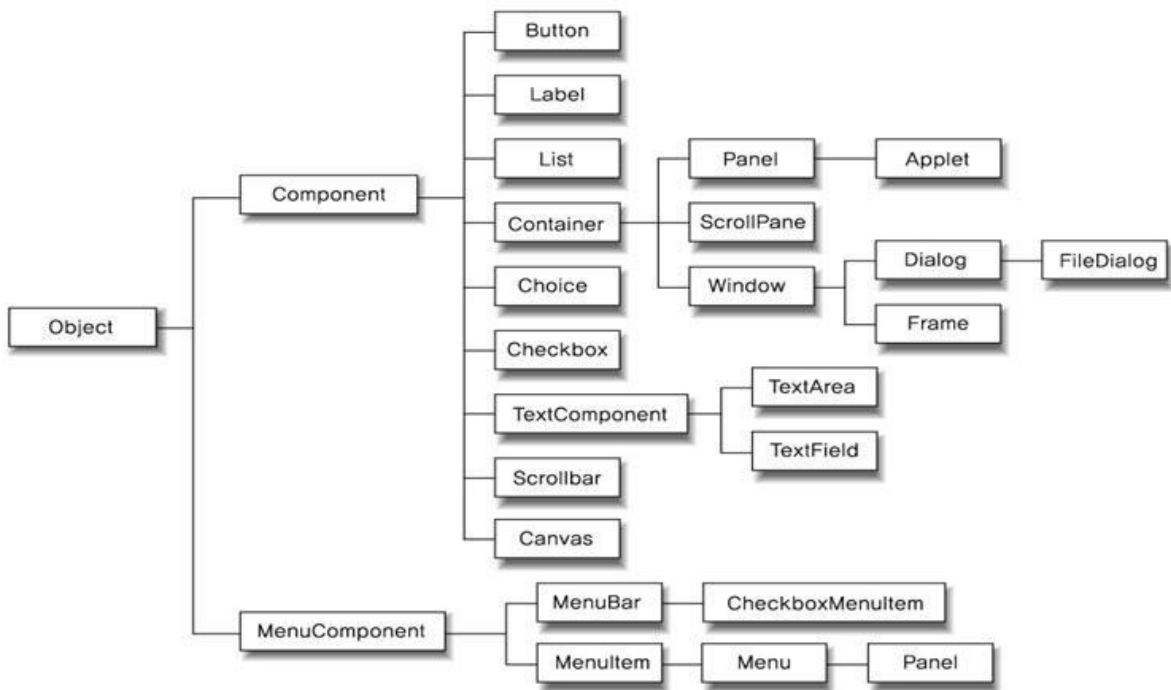 Button
Label
List
Panel
Applet
Component
Container
ScrollPane
Dialog
FileDialog
Choice
Window
Object
Frame
Checkbox
TextArea
TextComponent
TextField
Scrollbar
Canvas
MenuBar
CheckboxMenuItem
MenuComponent
MenuItem
Menu
Panel